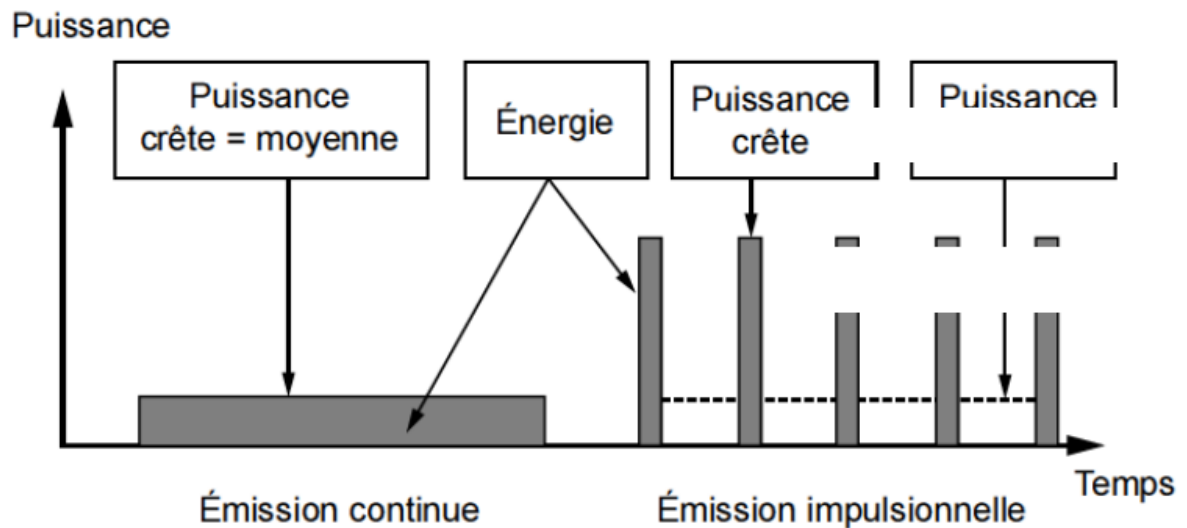 Puissance
Puissance
crête = moyenne
Énergie
Puissance
crête
Puissance
Temps
Émission continue
Émission impulsionnelle